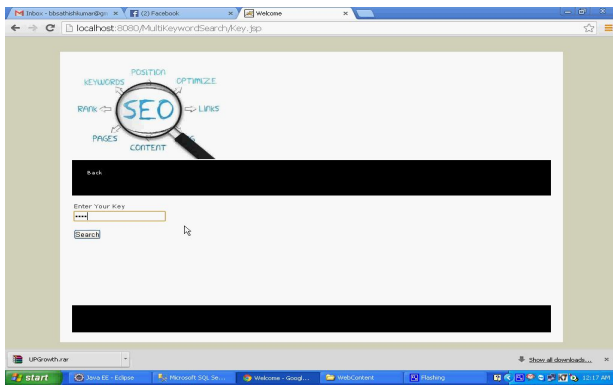 Inbox - bbsathishkumar@gm
(2) Facebook
Welcome
localhost:8080/MultiKeywordSearch/Key.jsp
POSITION
KEYWORDS
OPTIMIZE
RANK
SEO
LINKS
PAGES
CONTENT
Back
Enter Your Key
••••
Search
UPGrowth.rar
Show all downloads...
start
Java EE - Eclipse
Microsoft SQL Se...
Welcome - Googl...
WebContent
Flashing
12:17 AM